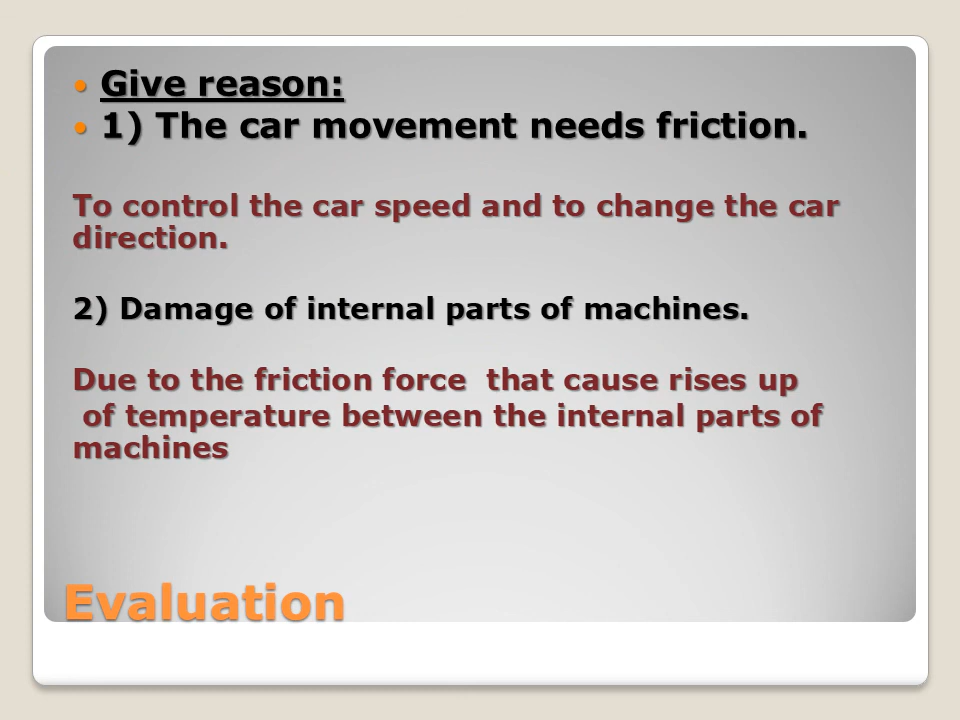 Give reason:
1) The car movement needs friction.
To control the car speed and to change the car
direction.
2) Damage of internal parts of machines.
Due to the friction force  that cause rises up
of temperature between the internal parts of
machines
Evaluation